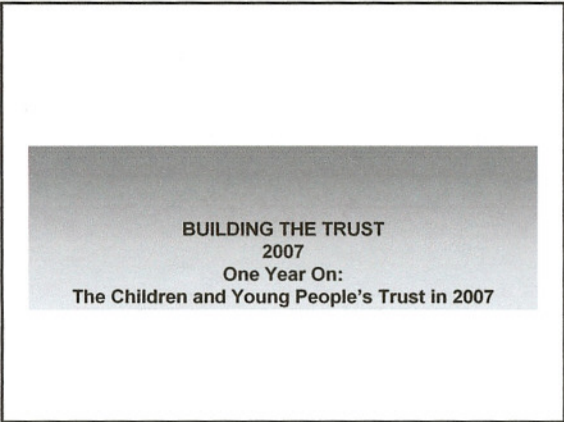 BUILDING THE TRUST
2007
One Year On:
The Children and Young People's Trust in 2007